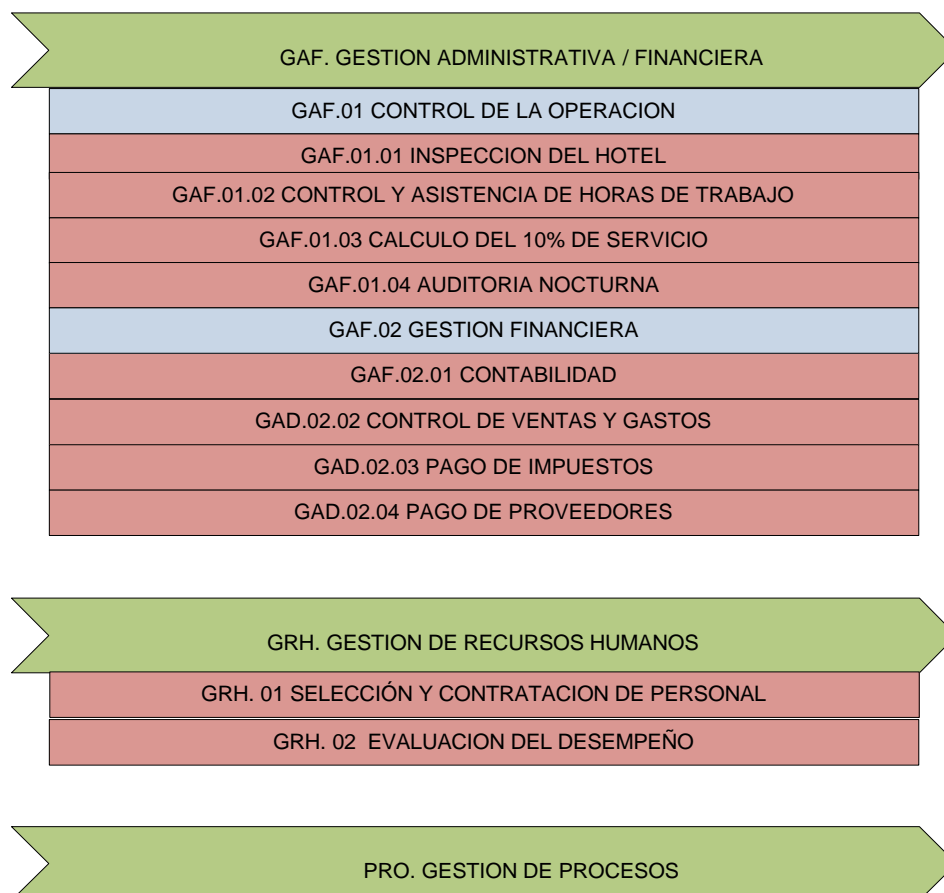 GAF. GESTION ADMINISTRATIVA / FINANCIERA
GAF.01 CONTROL DE LA OPERACION
GAF.01.01 INSPECCION DEL HOTEL
GAF.01.02 CONTROL Y ASISTENCIA DE HORAS DE TRABAJO
GAF.01.03 CALCULO DEL 10% DE SERVICIO
GAF.01.04 AUDITORIA NOCTURNA
GAF.02 GESTION FINANCIERA
GAF.02.01 CONTABILIDAD
GAD.02.02 CONTROL DE VENTAS Y GASTOS
GAD.02.03 PAGO DE IMPUESTOS
GAD.02.04 PAGO DE PROVEEDORES
GRH. GESTION DE RECURSOS HUMANOS
GRH. 01 SELECCIÓN Y CONTRATACION DE PERSONAL
GRH. 02 EVALUACION DEL DESEMPEÑO
PRO. GESTION DE PROCESOS